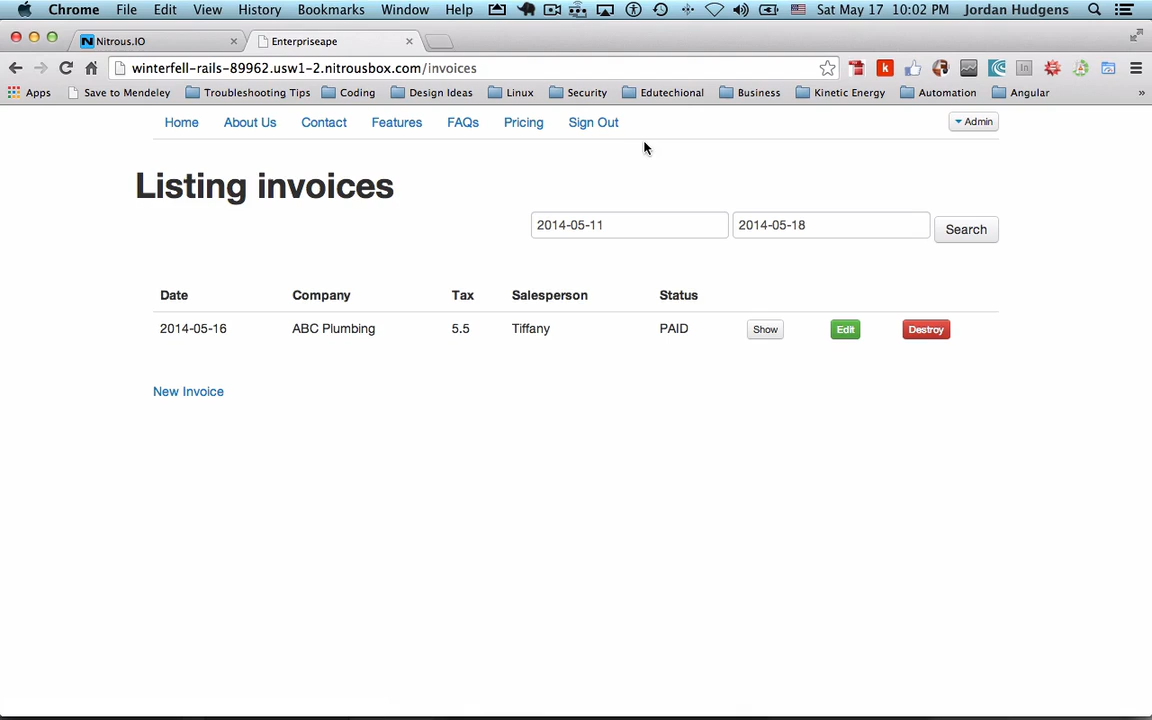 Chrome File Edit View History Bookmarks Window Help Sat May 17 10:02 PM Jordan Hudgens
Nitrous.IO Enterpriseape
winterfell-rails-89962.usw1-2.nitrousbox.com/invoices
Apps Save to Mendeley Troubleshooting Tips Coding Design Ideas Linux Security Edutechional Business Kinetic Energy Automation Angular »
Home About Us Contact Features FAQs Pricing Sign Out Admin
Listing invoices
2014-05-11 2014-05-18 Search
Date Company Tax Salesperson Status
2014-05-16 ABC Plumbing 5.5 Tiffany PAID Show Edit Destroy
New Invoice